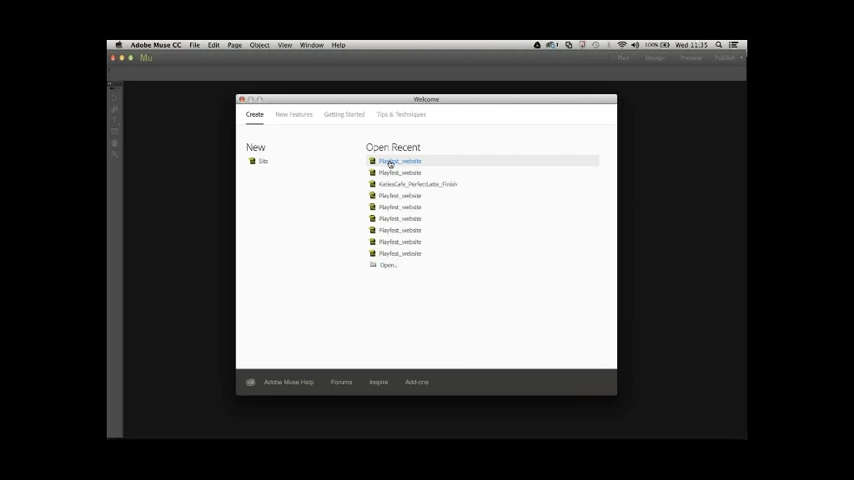 Adobe Muse CC File Edit Page Object View Window Help 100% Wed 11:35
Mu Plan Design Preview Publish
Welcome
Create New Features Getting Started Tips & Techniques
New
Site
Open Recent
Playfest_website
Playfest_website
KatiesCafe_PerfectLatte_Finish
Playfest_website
Playfest_website
Playfest_website
Playfest_website
Playfest_website
Playfest_website
Open...
Adobe Muse Help Forums Inspire Add-ons